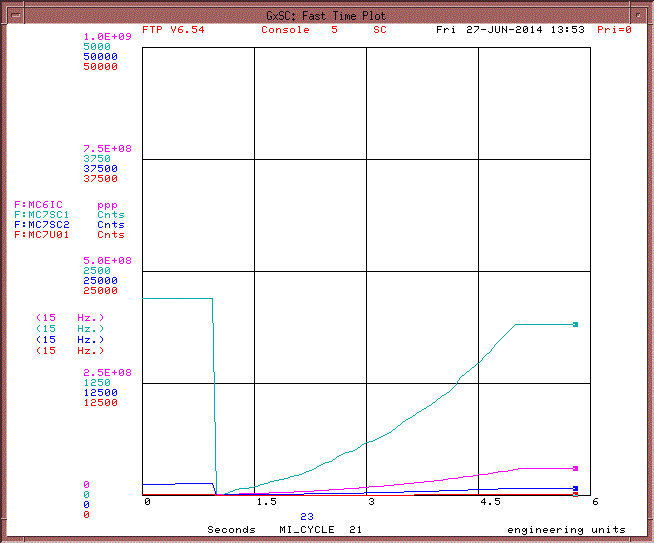 GxSC: Fast Time Plot
FTP V6.54 Console 5 SC Fri 27-JUN-2014 13:53 Pri=0
1.0E+09
5000
50000
50000
7.5E+08
3750
37500
37500
F:MC6IC ppp
F:MC7SC1 Cnts
F:MC7SC2 Cnts
F:MC7U01 Cnts
5.0E+08
2500
25000
25000
(15 Hz.)
(15 Hz.)
(15 Hz.)
(15 Hz.)
2.5E+08
1250
12500
12500
0
0
0
0
0 1.5 3 4.5 6
23
Seconds MI_CYCLE 21 engineering units